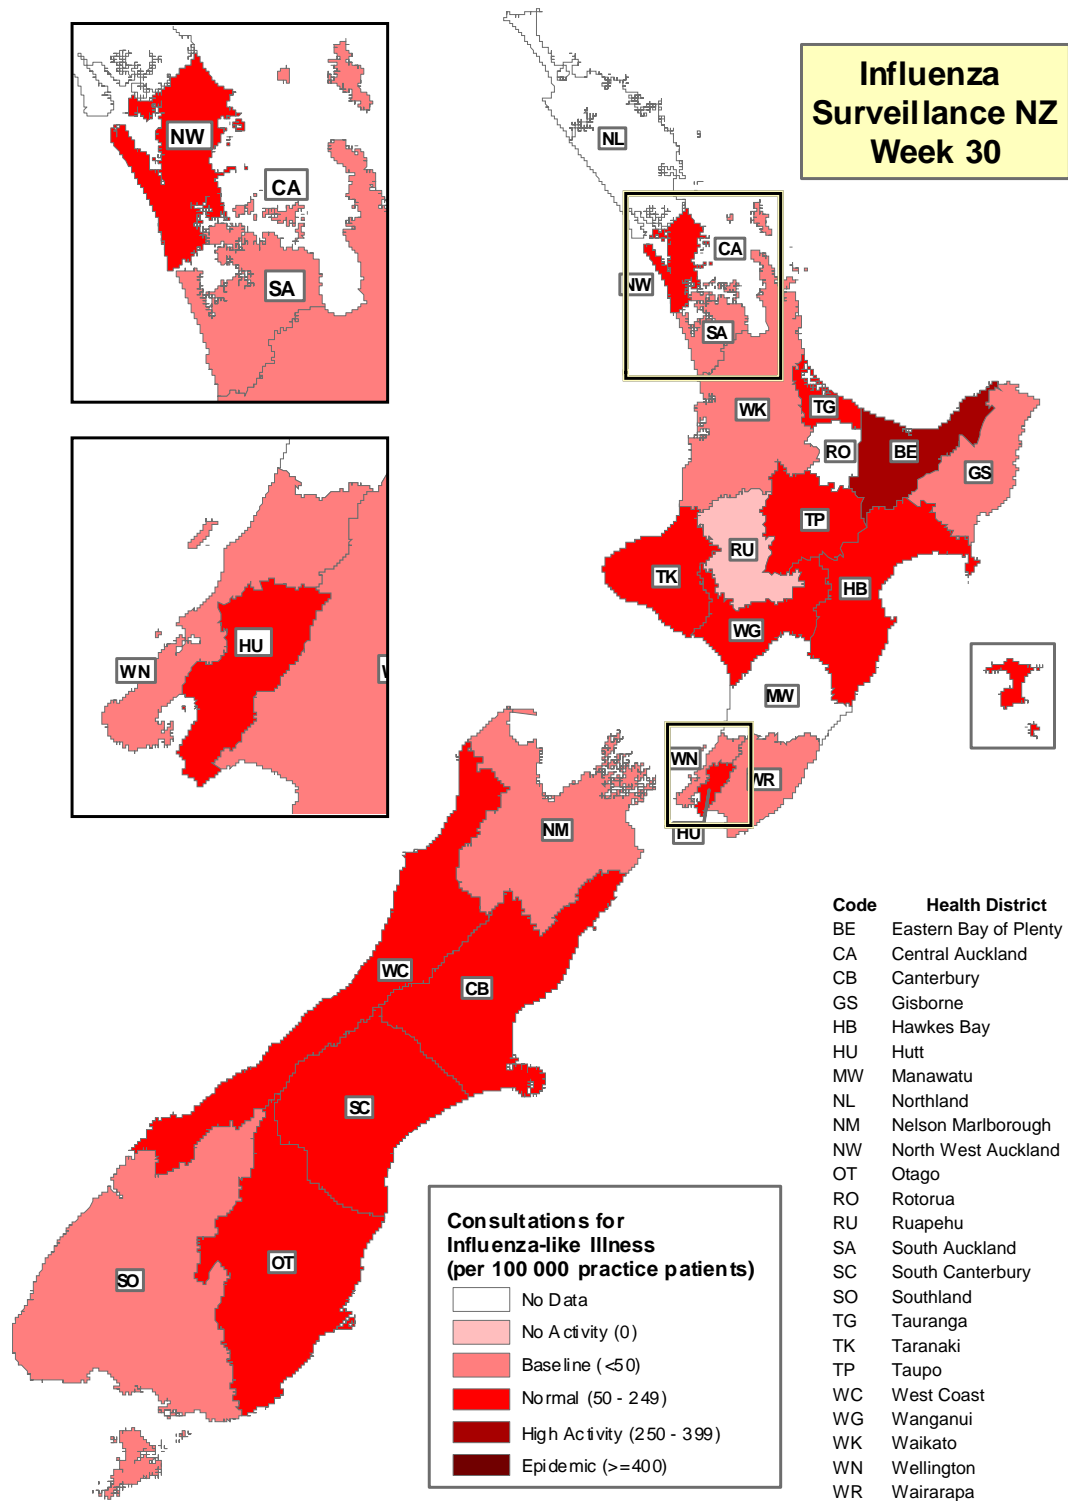 Influenza
Surveillance NZ
Week 30
NW
CA
SA
NL
CA
NW
SA
WK
TG
RO
BE
GS
TP
RU
TK
HB
WG
MW
HU
WN
WN
WR
HU
NM
WC
CB
SC
OT
SO
Consultations for
Influenza-like Illness
(per 100 000 practice patients)
No Data
No Activity (0)
Baseline (<50)
Normal (50 - 249)
High Activity (250 - 399)
Epidemic (>=400)
Code Health District
BE Eastern Bay of Plenty
CA Central Auckland
CB Canterbury
GS Gisborne
HB Hawkes Bay
HU Hutt
MW Manawatu
NL Northland
NM Nelson Marlborough
NW North West Auckland
OT Otago
RO Rotorua
RU Ruapehu
SA South Auckland
SC South Canterbury
SO Southland
TG Tauranga
TK Taranaki
TP Taupo
WC West Coast
WG Wanganui
WK Waikato
WN Wellington
WR Wairarapa